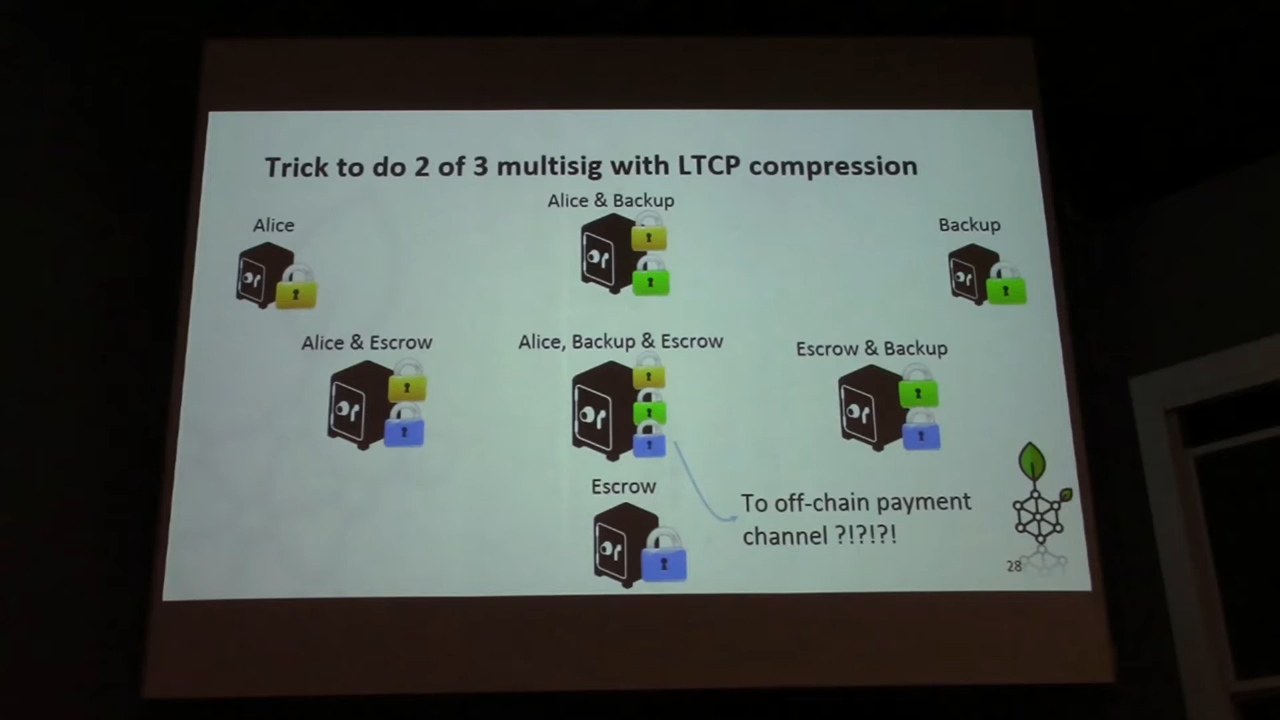 Trick to do 2 of 3 multisig with LTCP compression
Alice & Backup
Alice
Backup
Alice & Escrow
Alice, Backup & Escrow
Escrow & Backup
Escrow
To off-chain payment
channel ?!?!?!
28